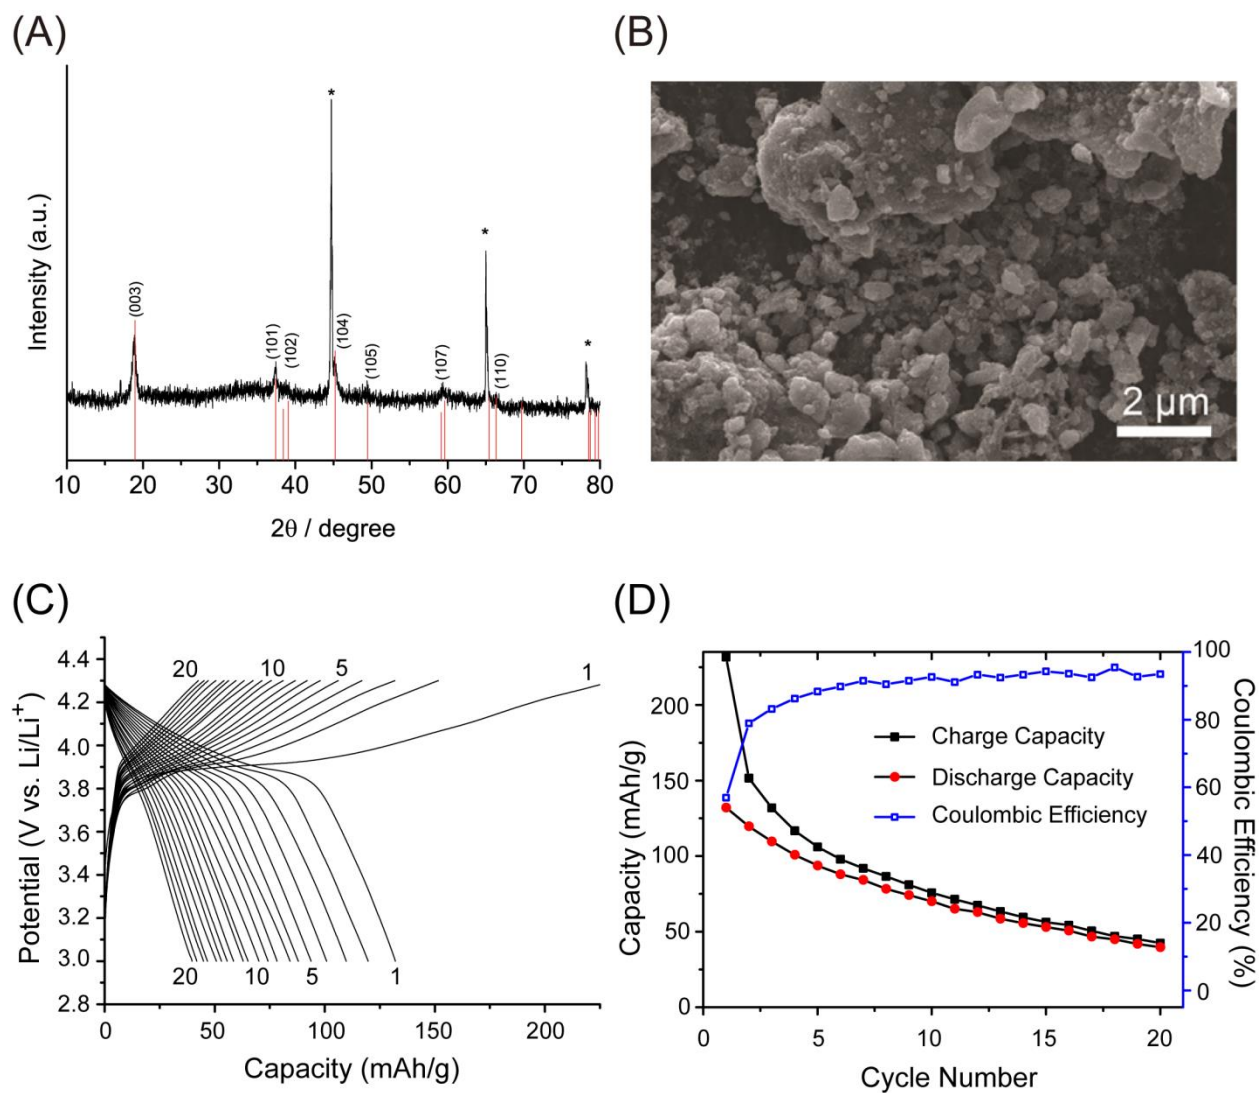 (A)
Intensity (a.u.)
*
*
*
(003)
(101)
(102)
(104)
(105)
(107)
(110)
10 20 30 40 50 60 70 80
2θ / degree
(B)
2 μm
(C)
Potential (V vs. Li/Li⁺)
4.4
4.2
4.0
3.8
3.6
3.4
3.2
3.0
2.8
20 10 5 1
20 10 5 1
0 50 100 150 200
Capacity (mAh/g)
(D)
Capacity (mAh/g)
200
150
100
50
0
Charge Capacity
Discharge Capacity
Coulombic Efficiency
100
80
60
40
20
0
Coulombic Efficiency (%)
0 5 10 15 20
Cycle Number